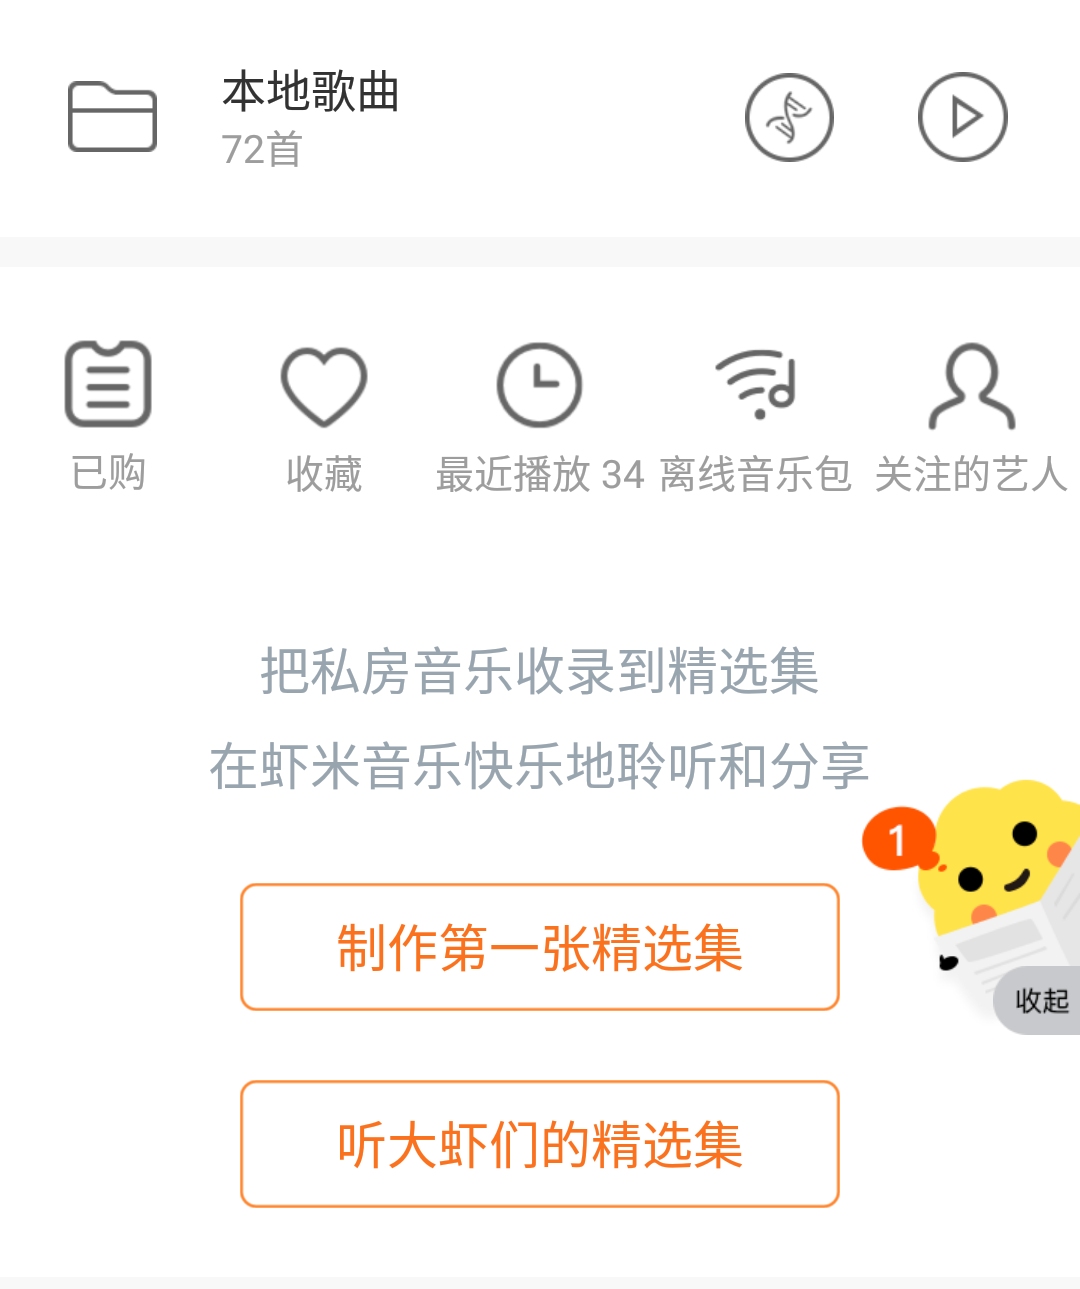 本地歌曲
72首
已购
收藏
最近播放 34
离线音乐包
关注的艺人
把私房音乐收录到精选集
在虾米音乐快乐地聆听和分享
1
制作第一张精选集
收起
听大虾们的精选集